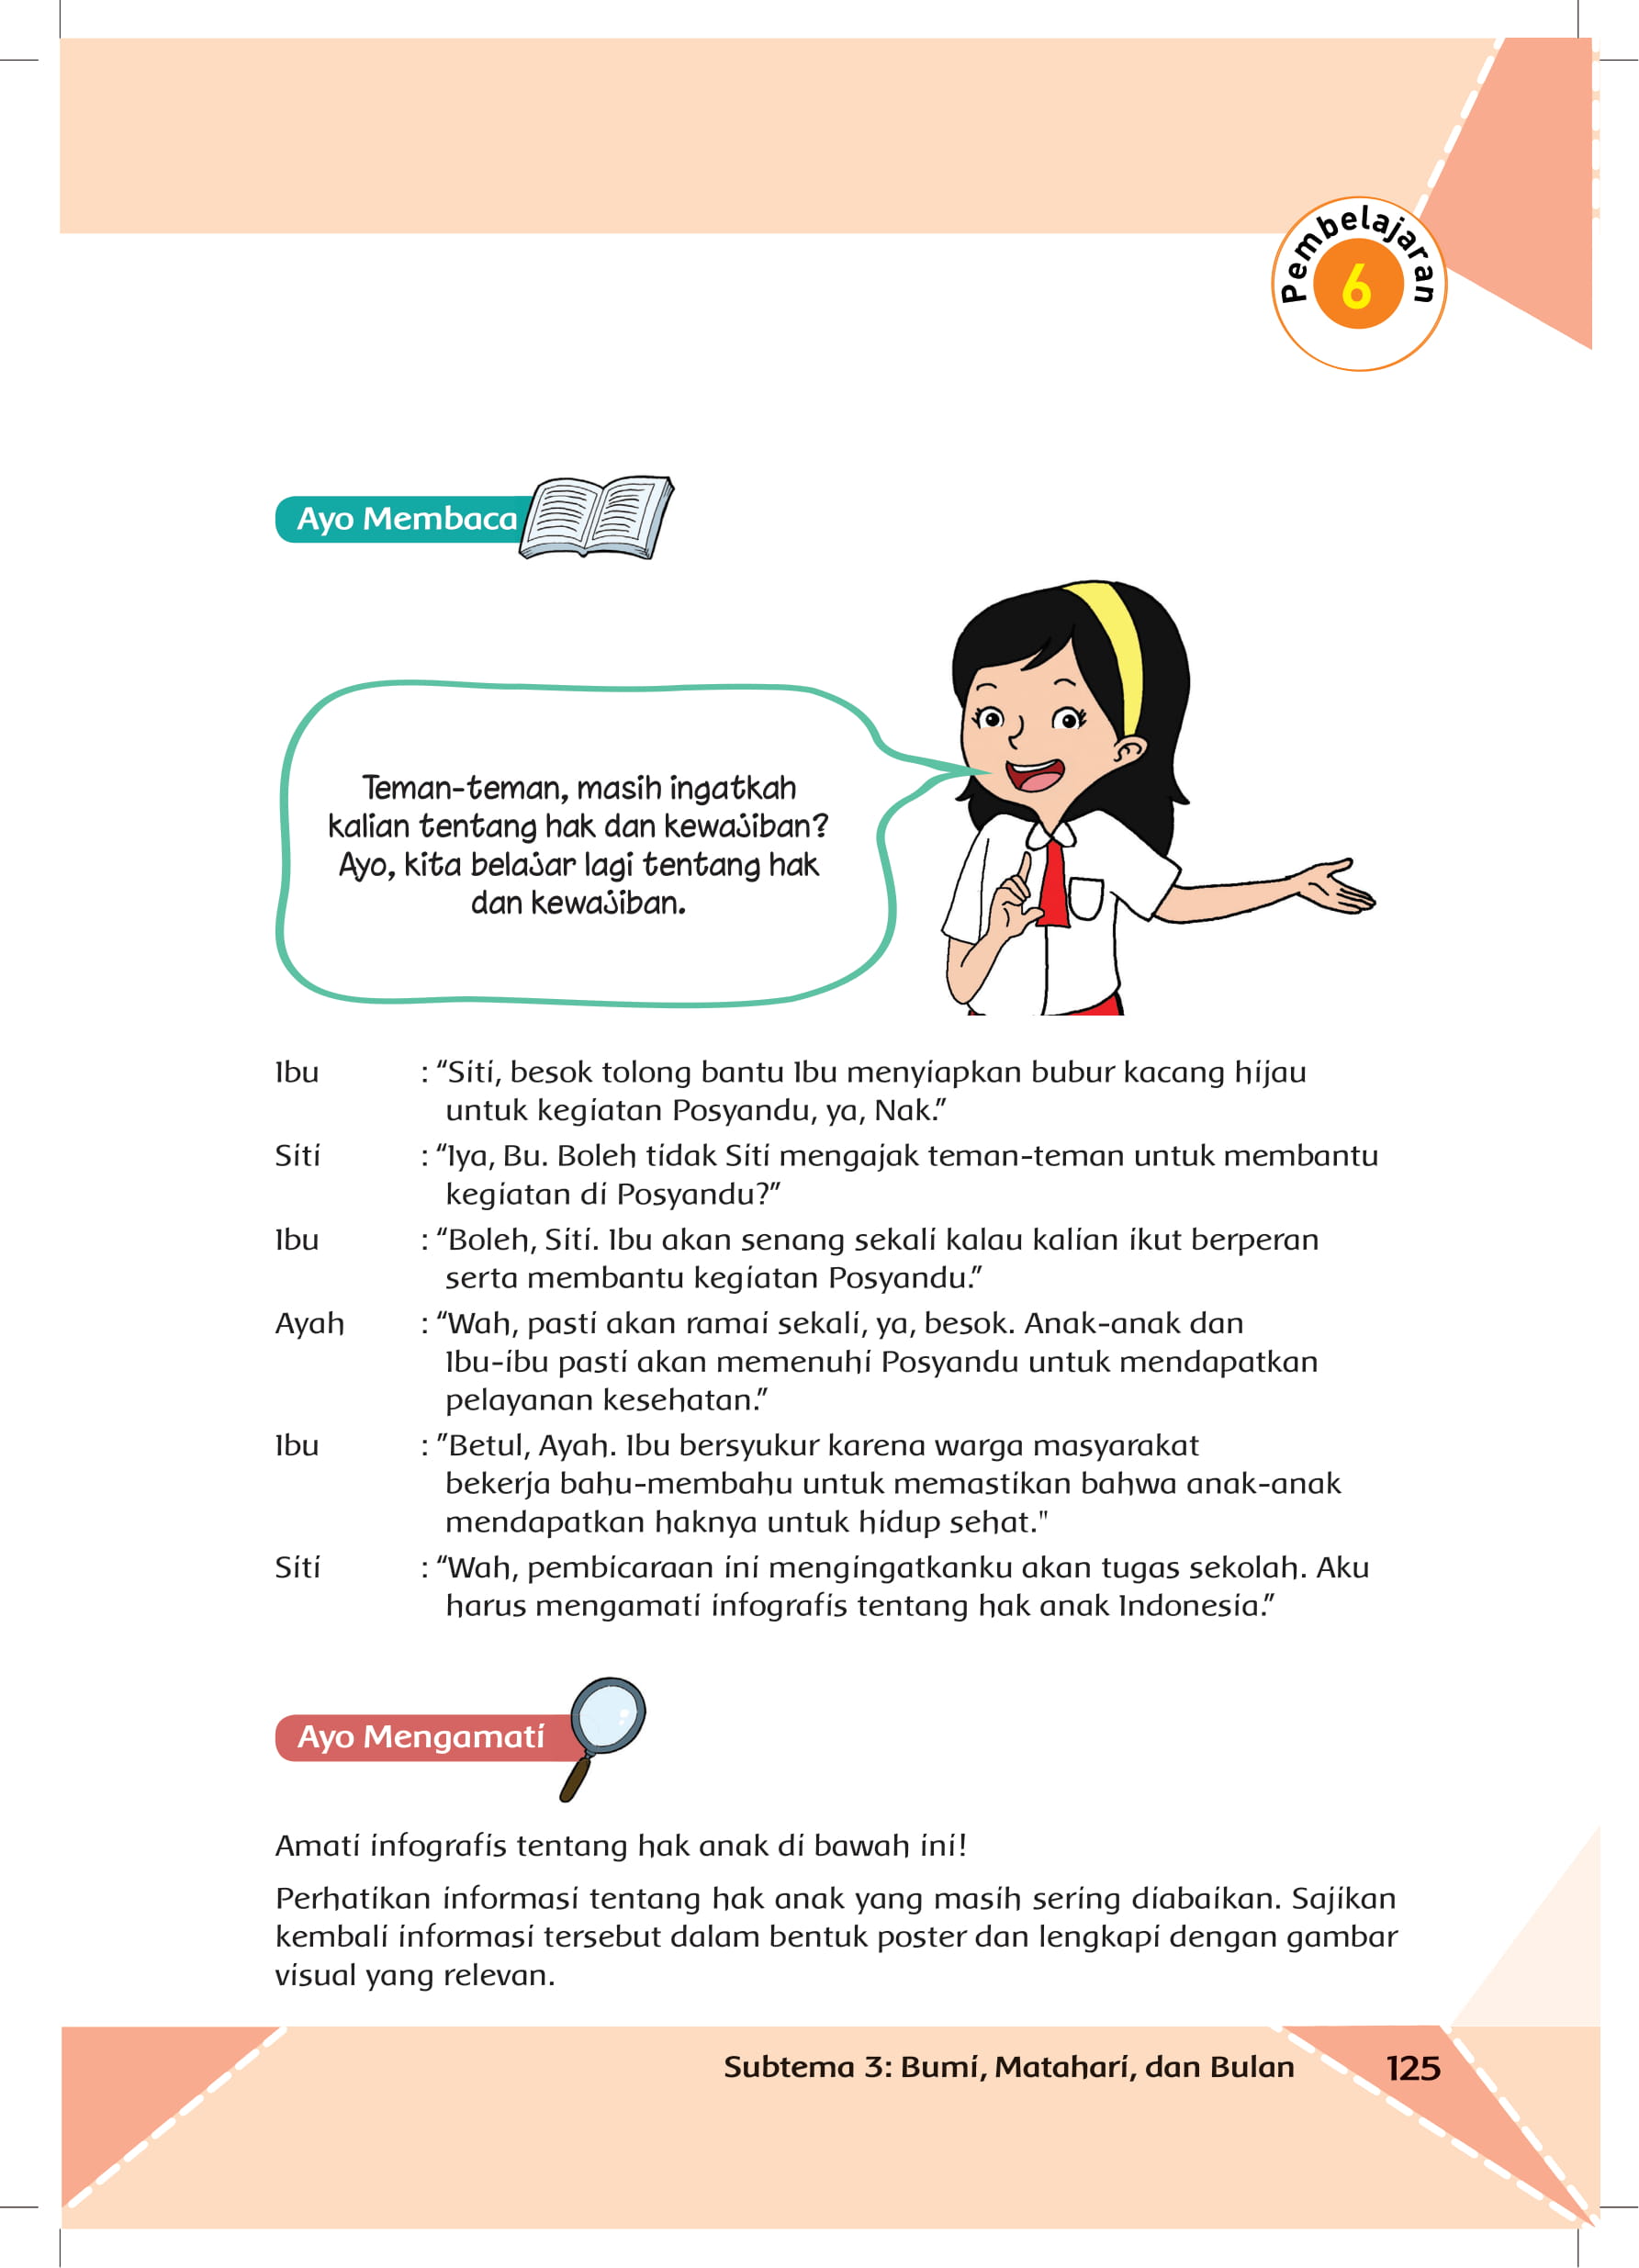 Pembelajaran
6
Ayo Membaca
Teman-teman, masih ingatkah
kalian tentang hak dan kewajiban?
Ayo, kita belajar lagi tentang hak
dan kewajiban.
Ibu : “Siti, besok tolong bantu Ibu menyiapkan bubur kacang hijau
untuk kegiatan Posyandu, ya, Nak.”
Siti : “Iya, Bu. Boleh tidak Siti mengajak teman-teman untuk membantu
kegiatan di Posyandu?”
Ibu : “Boleh, Siti. Ibu akan senang sekali kalau kalian ikut berperan
serta membantu kegiatan Posyandu.”
Ayah : “Wah, pasti akan ramai sekali, ya, besok. Anak-anak dan
Ibu-ibu pasti akan memenuhi Posyandu untuk mendapatkan
pelayanan kesehatan.”
Ibu : ”Betul, Ayah. Ibu bersyukur karena warga masyarakat
bekerja bahu-membahu untuk memastikan bahwa anak-anak
mendapatkan haknya untuk hidup sehat."
Siti : “Wah, pembicaraan ini mengingatkanku akan tugas sekolah. Aku
harus mengamati infografis tentang hak anak Indonesia.”
Ayo Mengamati
Amati infografis tentang hak anak di bawah ini!
Perhatikan informasi tentang hak anak yang masih sering diabaikan. Sajikan
kembali informasi tersebut dalam bentuk poster dan lengkapi dengan gambar
visual yang relevan.
Subtema 3: Bumi, Matahari, dan Bulan 125